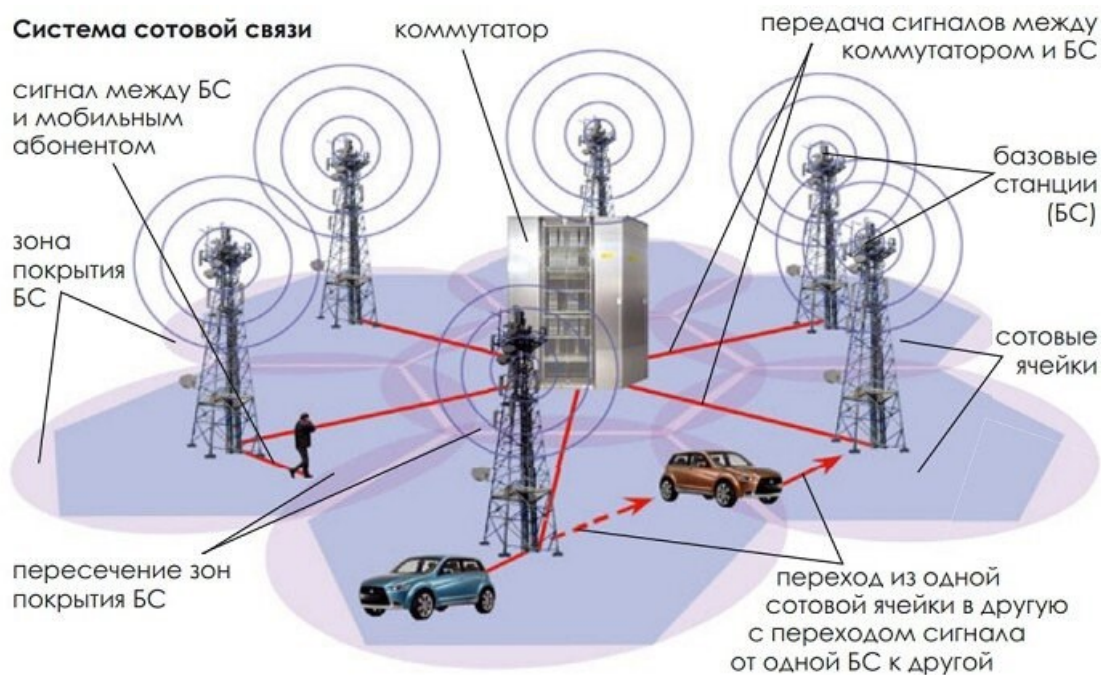 Система сотовой связи
коммутатор
передача сигналов между
коммутатором и БС
сигнал между БС
и мобильным
абонентом
базовые
станции
(БС)
зона
покрытия
БС
сотовые
ячейки
пересечение зон
покрытия БС
переход из одной
сотовой ячейки в другую
с переходом сигнала
от одной БС к другой